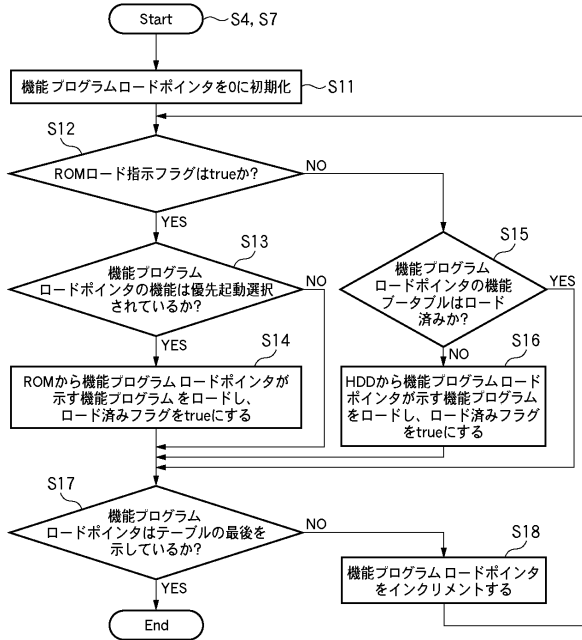 Start
S4, S7
機能 プログラムロードポインタを0に初期化
S11
S12
ROMロード指示フラグはtrueか?
NO
YES
S13
機能プログラム
ロードポインタの機能は優先起動選択
されているか?
NO
YES
S14
ROMから機能プログラム ロードポインタが
示す機能プログラム をロードし、
ロード済みフラグをtrueにする
S15
機能プログラム
ロードポインタの機能
ブータブルはロード
済みか?
YES
NO
S16
HDDから機能プログラム ロード
ポインタが示す機能プログラム
をロードし、ロード済みフラグ
をtrueにする
S17
機能プログラム
ロードポインタはテーブルの最後を
示しているか?
NO
YES
S18
機能プログラム ロードポインタ
をインクリメントする
End